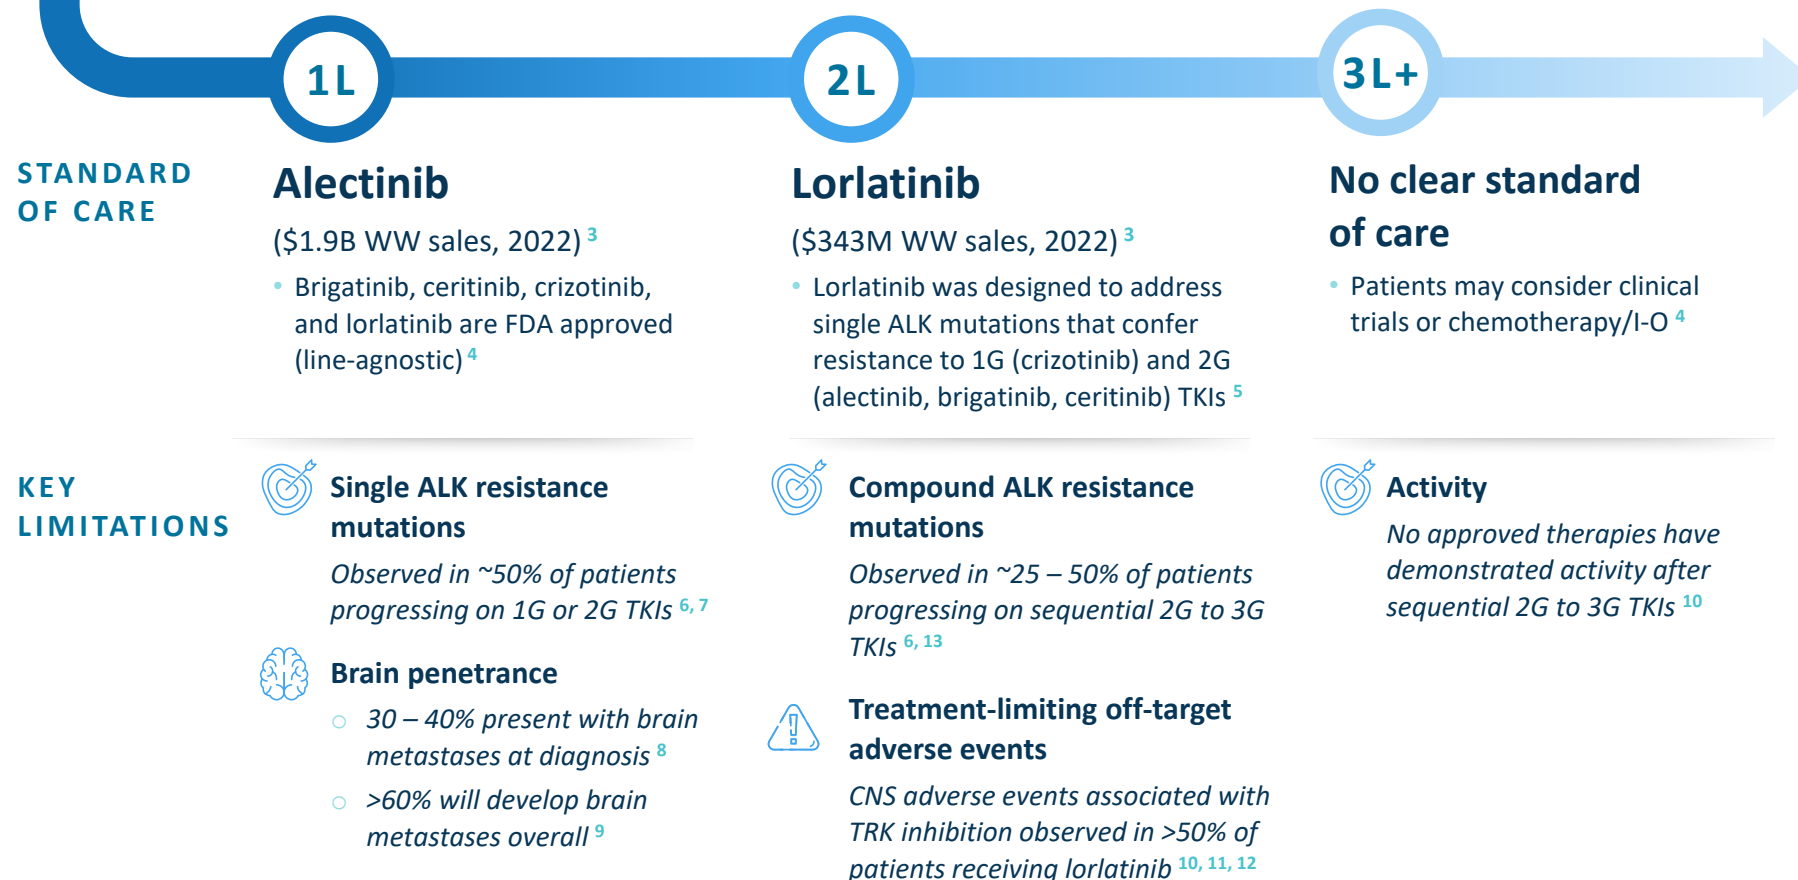 1L
2L
3L+
STANDARD
OF CARE
Alectinib
($1.9B WW sales, 2022) 3
• Brigatinib, ceritinib, crizotinib,
and lorlatinib are FDA approved
(line-agnostic) 4
Lorlatinib
($343M WW sales, 2022) 3
• Lorlatinib was designed to address
single ALK mutations that confer
resistance to 1G (crizotinib) and 2G
(alectinib, brigatinib, ceritinib) TKIs 5
No clear standard
of care
• Patients may consider clinical
trials or chemotherapy/I-O 4
KEY
LIMITATIONS
Single ALK resistance
mutations
Observed in ~50% of patients
progressing on 1G or 2G TKIs 6, 7
Brain penetrance
○ 30 – 40% present with brain
metastases at diagnosis 8
○ >60% will develop brain
metastases overall 9
Compound ALK resistance
mutations
Observed in ~25 – 50% of patients
progressing on sequential 2G to 3G
TKIs 6, 13
Treatment-limiting off-target
adverse events
CNS adverse events associated with
TRK inhibition observed in >50% of
patients receiving lorlatinib 10, 11, 12
Activity
No approved therapies have
demonstrated activity after
sequential 2G to 3G TKIs 10